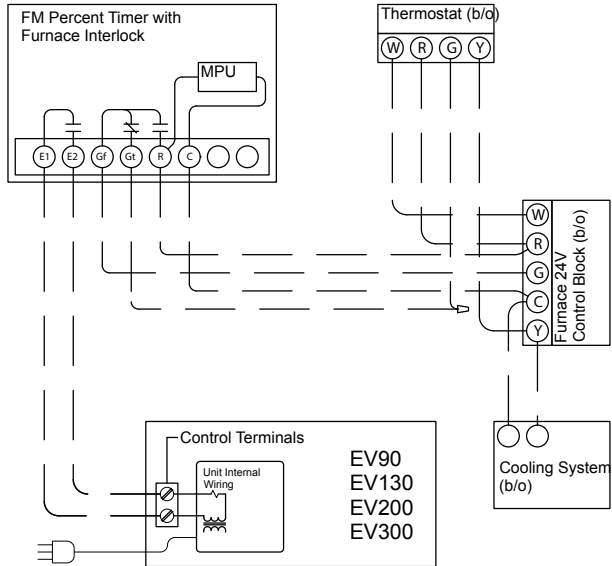 FM Percent Timer with
Furnace Interlock
MPU
E1 E2 Gf Gt R C
Thermostat (b/o)
W R G Y
W
R
G
C
Y
Furnace 24V
Control Block (b/o)
Control Terminals
Unit Internal
Wiring
EV90
EV130
EV200
EV300
Cooling System
(b/o)